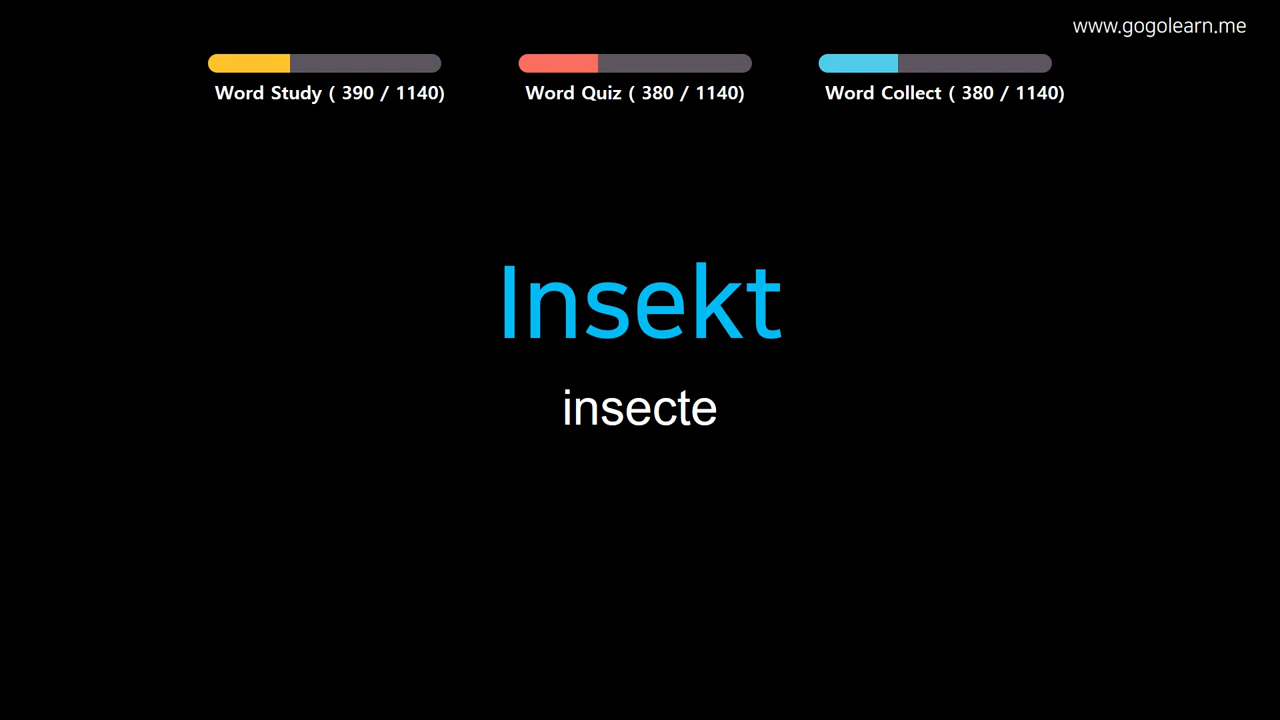 www.gogolearn.me
Word Study ( 390 / 1140)
Word Quiz ( 380 / 1140)
Word Collect ( 380 / 1140)
Insekt
insecte